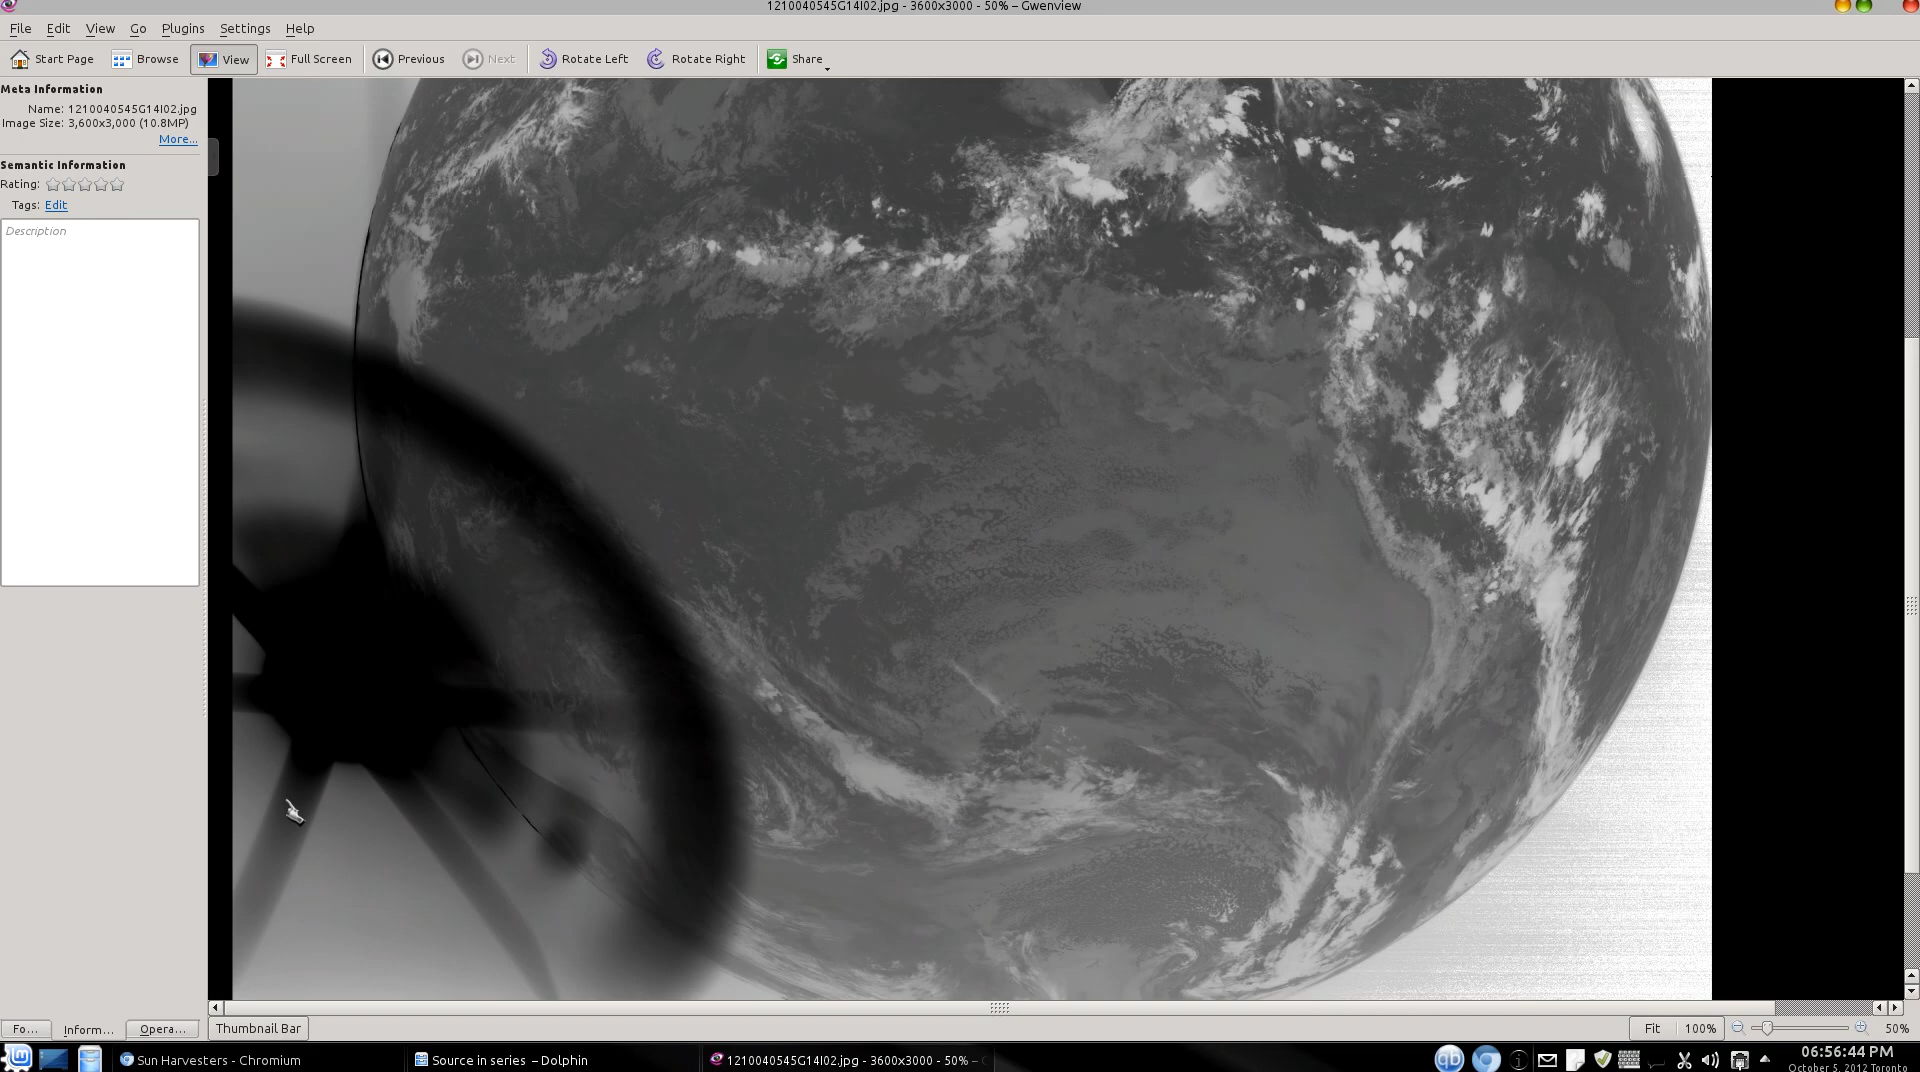 1210040545G14I02.jpg - 3600x3000 - 50% – Gwenview
File Edit View Go Plugins Settings Help
Start Page Browse View Full Screen Previous Next Rotate Left Rotate Right Share
Meta Information
Name: 1210040545G14I02.jpg
Image Size: 3,600x3,000 (10.8MP)
More...
Semantic Information
Rating:
Tags: Edit
Description
Fo... Inform... Opera... Thumbnail Bar Fit 100% 50%
Sun Harvesters - Chromium Source in series – Dolphin 1210040545G14I02.jpg - 3600x3000 - 50% – qb 06:56:44 PM
October 5, 2012 Toronto